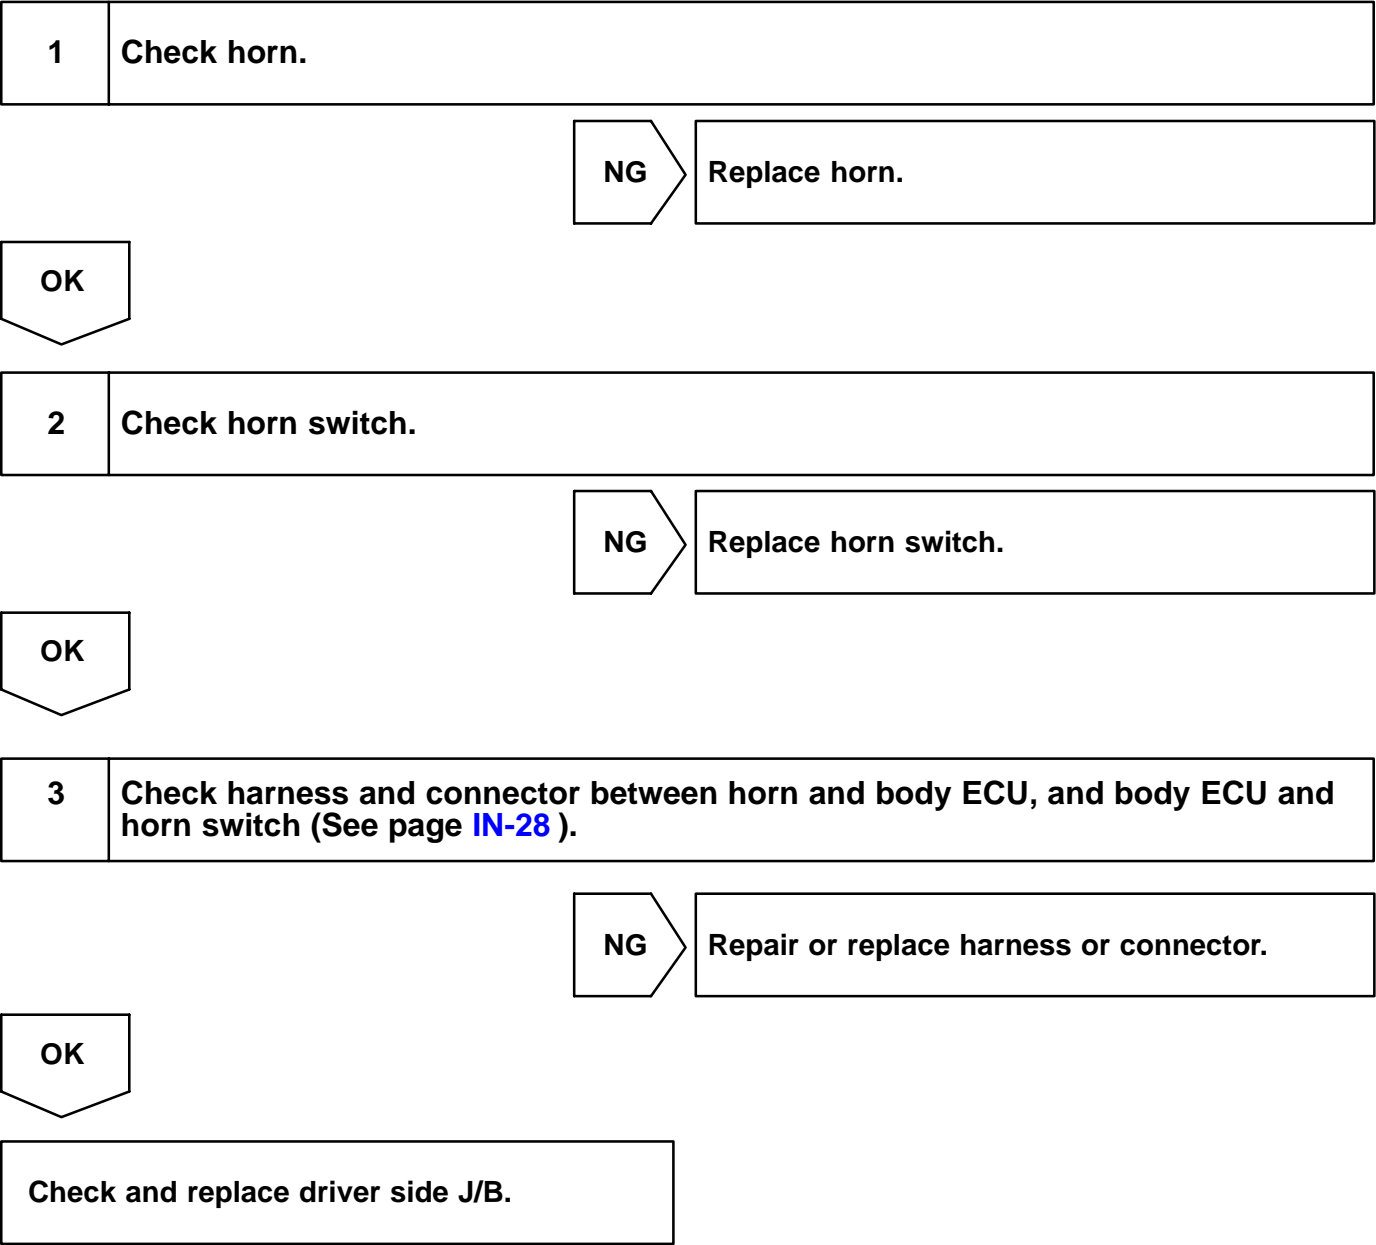 1 Check horn.
NG Replace horn.
OK
2 Check horn switch.
NG Replace horn switch.
OK
3 Check harness and connector between horn and body ECU, and body ECU and
horn switch (See page IN-28 ).
NG Repair or replace harness or connector.
OK
Check and replace driver side J/B.